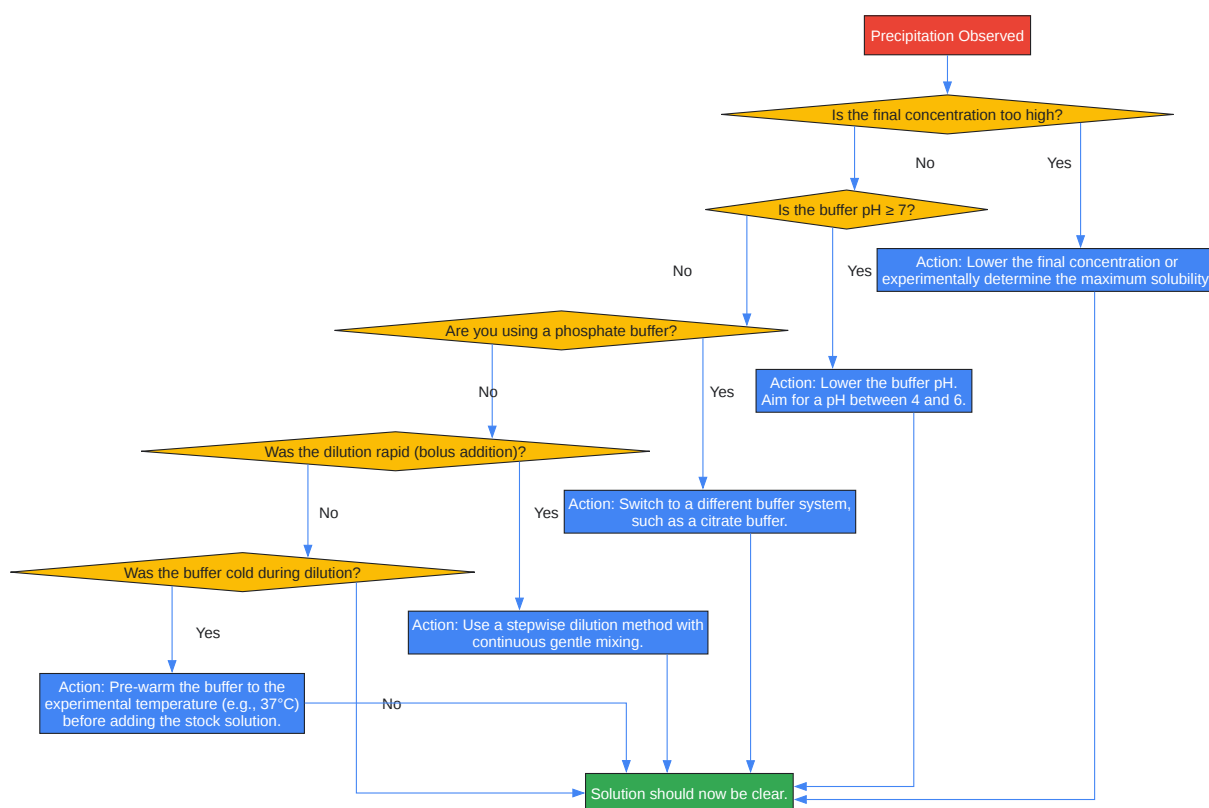 Precipitation Observed
Is the final concentration too high?
No
Yes
Is the buffer pH ≥ 7?
Action: Lower the final concentration or
experimentally determine the maximum solubility
No
Yes
Are you using a phosphate buffer?
Action: Lower the buffer pH.
Aim for a pH between 4 and 6.
No
Yes
Was the dilution rapid (bolus addition)?
Action: Switch to a different buffer system,
such as a citrate buffer.
No
Yes
Was the buffer cold during dilution?
Action: Use a stepwise dilution method with
continuous gentle mixing.
Yes
Action: Pre-warm the buffer to the
experimental temperature (e.g., 37°C)
before adding the stock solution.
No
Solution should now be clear.